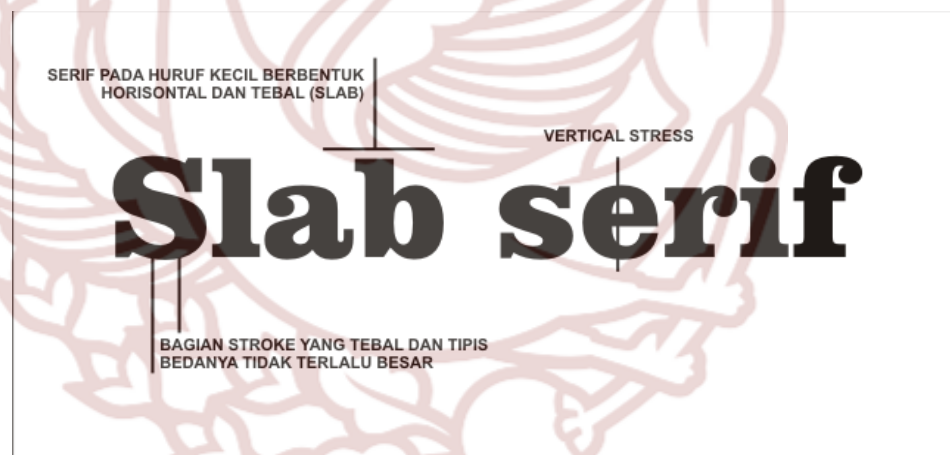 SERIF PADA HURUF KECIL BERBENTUK
HORISONTAL DAN TEBAL (SLAB)
VERTICAL STRESS
Slab serif
BAGIAN STROKE YANG TEBAL DAN TIPIS
BEDANYA TIDAK TERLALU BESAR